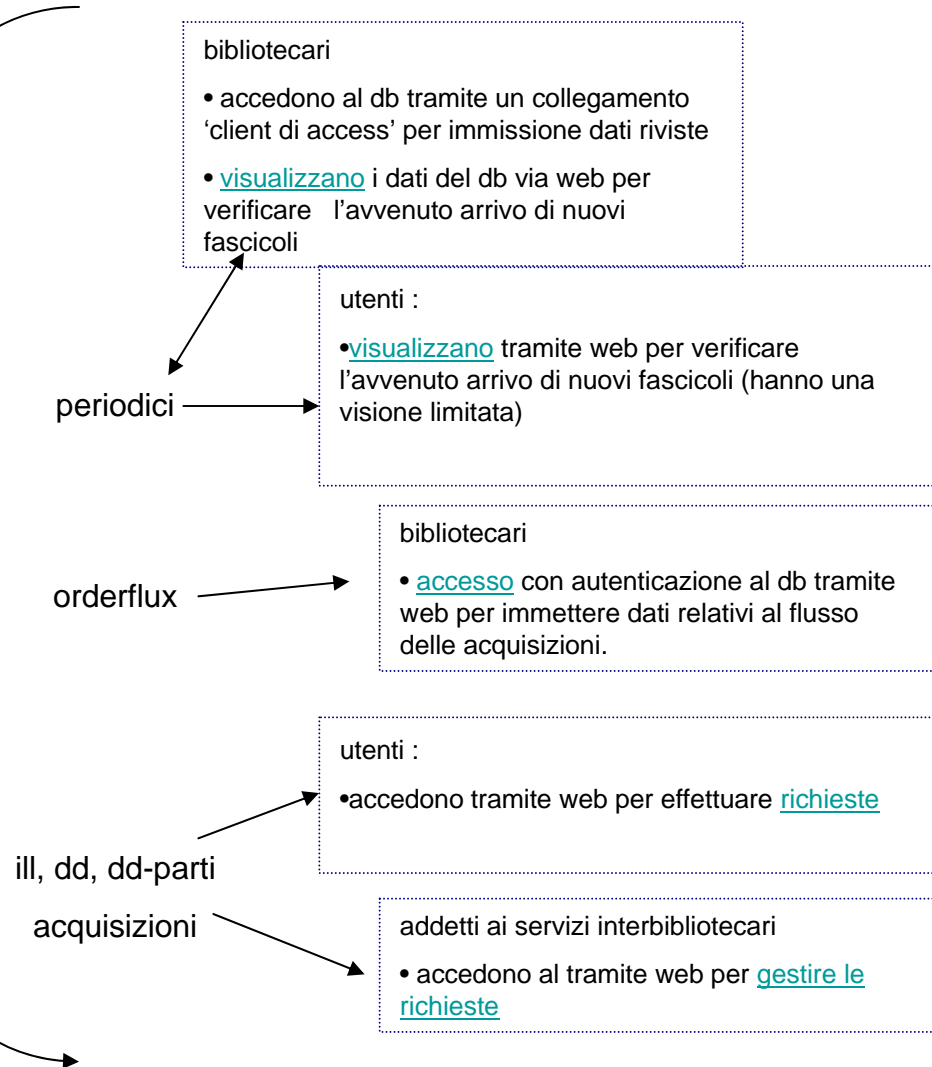 bibliotecari
• accedono al db tramite un collegamento
‘client di access’ per immissione dati riviste
• visualizzano i dati del db via web per
verificare l’avvenuto arrivo di nuovi
fascicoli
utenti :
•visualizzano tramite web per verificare
l’avvenuto arrivo di nuovi fascicoli (hanno una
visione limitata)
periodici
bibliotecari
• accesso con autenticazione al db tramite
web per immettere dati relativi al flusso
delle acquisizioni.
orderflux
utenti :
•accedono tramite web per effettuare richieste
ill, dd, dd-parti
acquisizioni
addetti ai servizi interbibliotecari
• accedono al tramite web per gestire le
richieste